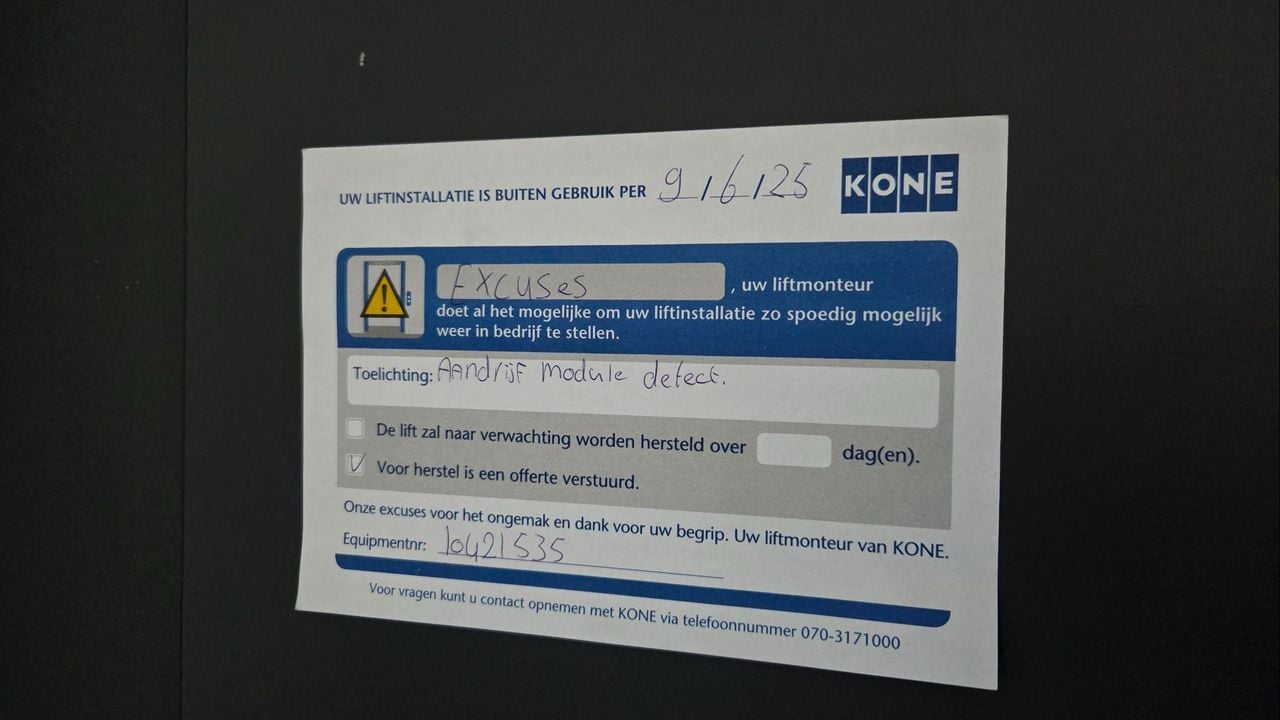 UW LIFTINSTALLATIE IS BUITEN GEBRUIK PER 9/6/25
KONE
Excuses, uw liftmonteur
doet al het mogelijke om uw liftinstallatie zo spoedig mogelijk
weer in bedrijf te stellen.
Toelichting: Aandrijf module defect.
De lift zal naar verwachting worden hersteld over dag(en).
Voor herstel is een offerte verstuurd.
Onze excuses voor het ongemak en dank voor uw begrip. Uw liftmonteur van KONE.
Equipmentnr: 10421535
Voor vragen kunt u contact opnemen met KONE via telefoonnummer 070-3171000